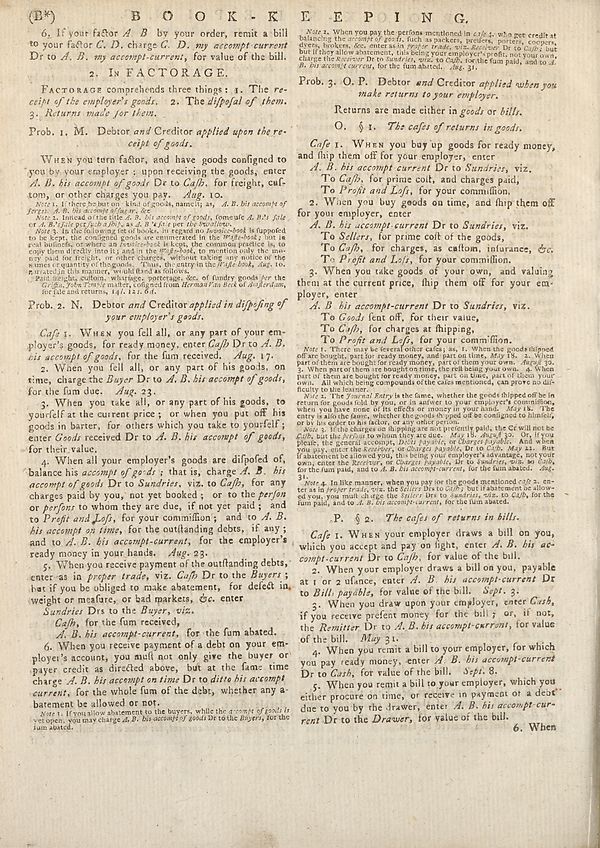 (E*) BOOK-KEEPING.
6. If your factor A B by your order, remit a bill
to your factor C. D. charge C. D. my accompt-current
Dr to A. B. my accompt-current, for value of the bill.
2. IN FACTORAGE.
FACTORAGE comprehends three things: 1. The re-
ceipt of the employer's goods. 2. The disposal of them.
3. Returns made for them.
Prob. 1. M. Debtor and Creditor applied upon the re-
ceipt of goods.
WHEN you turn factor, and have goods consigned to
you by your employer; upon receiving the goods, enter
A. B. his accompt of goods Dr to Cash, for freight, cus-
tom, or other charges you pay. Aug. 10.
Note 1. If there be two or kind of goods, name it; as, A. B. his accompt of
serges; A. B. his accompt of sugar; &c
Note 2. Instead of the title A. B. his accompt of goods, some use A. B.'s sale
or A. B.'s sale per such a ship, as A. B.'s sale per the Swallow.
Note 3. In the following set of books, in regard no Invoice-book is supposed
to be kept, the consigned goods are enumerated in the Waste-book; but in
real business, or where an Invoice-book is kept, the common practice is, to
copy them directly into it; and in the Waste-book, to mention only the mo-
ney paid for freight, or other charges, without taking any notice of the
names or quantity of the goods. Thus, the entry in the Waste-book, Aug. 10.
narrated in this manner, would stand as follows.
Paid freight, custom, wharfage, porterage, &c. of sundry goods per the
Griffin, John Temple master, consigned from Herman Van Beck of Amsterdam,
for sale and returns, 14 l. 12 s. 6 d.
Prob. 2. N. Debtor and Creditor applied in disposing of
your employer's goods.
Case 1. WHEN you sell all, or any part of your em-
ployer's goods, for ready money, enter Cash Dr to A. B.
his accompt of goods, for the sum received. Aug. 17.
2. When you sell all, or any part of his goods, on
time, charge the Buyer Dr to A. B. his accompt of goods,
for the sum due. Aug. 23.
3. When you take all, or any part of his goods, to
yourself at the current price; or when you put off his
goods in barter, for others which you take to yourself;
enter Goods received Dr to A. B. his accompt of goods,
for their value.
4. When all your employer's goods are disposed of,
balance his accompt of goods; that is, charge A. B. his
accompt of goods Dr to Sundries, viz. to Cash, for any
charges paid by you, not yet booked; or to the person
or persons to whom they are due, if not yet paid; and
to Profit and Loss, for your commission; and to A. B.
his accompt on time, for the outstanding debts, if any;
and to A. B. his accompt-current, for the employer's
ready money in your hands. Aug. 23.
5. When you receive payment of the outstanding debts,
enter as in proper trade, viz. Cash Dr to the Buyers;
but if you be obliged to make abatement, for defect in
weight or measure, or bad markets, &c. enter
Sundries Drs to the Buyer, viz.
Cash, for the sum received,
A. B. his accompt-current, for the sum abated.
6. When you receive payment of a debt on your em-
ployer's account, you must not only give the buyer or
payer credit as directed above, but at the same time
charge A. B. his accompt on time Dr to ditto his accompt
current, for the whole sum of the debt, whether any a-
batement be allowed or not.
Note 1. If you allow abatement to the buyers, while the accompt of goods is
yet open, you may charge A. B. his accompt of goods Dr to the Buyers, for the
sum abated.
Note 2. When you pay the persons mentioned in case 4. who get credit at
balancing the accompt of goods, such as packers, pressers, porters, coopers,
dyers, brokers, &c. enter as in proper trade, viz. Receiver Dr to Cash; but
but if they allow abatement, this being your employer's profit, not your own,
charge the Receiver Dr to Sundries, viz. to Cash, for the sum paid, and to A.
B. his accompt current, for the sum abated. Aug. 31.
Prob. 3. O. P. Debtor and Creditor applied when you
make returns to your employer.
Returns are made either in goods or bills.
O. § 1. The cases of returns in goods.
Case 1. WHEN you buy up goods for ready money,
and ship them off for your employer, enter
A. B. his accompt current Dr to Sundries, viz.
To Cash, for prime cost, and charges paid,
To Profit and Loss, for your commission.
2. When you buy goods on time, and ship them off
for your employer, enter
A. B. his accompt-current Dr to Sundries, viz.
To Sellers, for prime cost of the goods,
To Cash, for charges, as custom, insurance, &c.
To Profit and Loss, for your commission.
3. When you take goods of your own, and valuing
them at the current price, ship them off for your em-
ployer, enter
A. B his accompt-current Dr to Sundries, viz.
To Goods sent off, for their value,
To Cash, for charges at shipping,
To Profit and Loss, for your commission.
Note 1. There may be several other cases; as, 1. When the goods shipped
off are bought, part for ready money, and part on time, May 18. 2. When
part of them are bought for ready money, part of them your own. August 30.
3. When part of them are bought on time, the rest being your own. 4. When
part of them are bought for ready money, part on time, part of them your
own. All which being compounds of the cases mentioned, can prove no dif-
ficulty to the learner.
Note 2. The Journal Entry is the same, whether the goods shipped off be in
return for goods sold by you, or in answer to your employer's commission,
when you have none of its effects or money in your hand. May 18. The
entry is also the same, whether the goods shipped off be consigned to himself,
or by his order to his factor, or any other person.
Note 3. If the charges on shipping are not presently paid, the Cr will not be
Cash, but the Persons to whom they are due. May 18. August 30. Or, if you
please, the general accompt, Debts payable, or Charges payable. And when
you pay, enter the Receiver, or Charges payable, Dr to Cash. May 22. But
if abatement be allowed you, this being your employer's advantage, not your
own, enter the Receiver, or Charges payable, Dr to Sundries, viz. to Cash,
for the sum paid, and to A. B. his accompt-current, for the sum abated. Aug.
31.
Note 4. In like manner, when you pay for the goods mentioned case 2. en-
ter as in proper trade, viz. the Sellers Drs to Cash; but if abatement be allow-
ed you, you must charge the Sellers Drs to Sundries, viz. to Cash, for the
sum paid, and to A. B. his accompt-current, for the sum abated.
P. § 2. The cases of returns in bills.
Case 1. WHEN your employer draws a bill on you,
which you accept and pay on sight, enter A. B. his ac-
compt-current Dr to Cash, for value of the bill.
2. When your employer draws a bill on you, payable
at 1 or 2 usance, enter A. B his accompt-current Dr
to Bills payable, for value of the bill. Sept. 3.
3. When you draw upon your employer, enter Cash,
if you receive present money for the bill; or, if not,
the Remitter Dr to A. B. his accompt-current, for value
of the bill. May 31.
4. When you remit a bill to your employer, for which
you pay ready money, enter A B. his accompt-current
Dr to Cash, for value of the bill. Sept. 8.
5. When you remit a bill to your employer, which you
either procure on time, or receive in payment of a debt
due to you by the drawer, enter A. B. his accompt-cur-
rent Dr to the Drawer, for value of the bill.
6. When